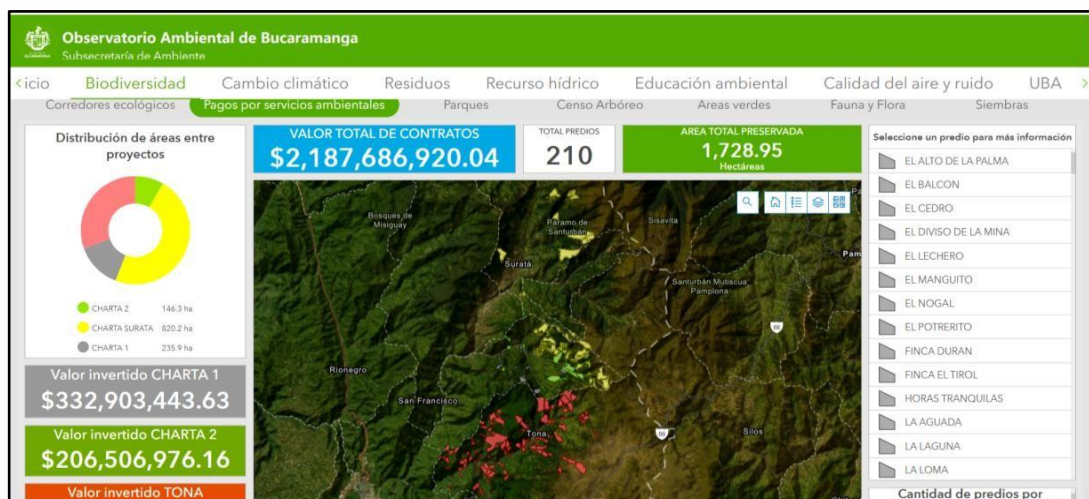 Observatorio Ambiental de Bucaramanga
Subsecretaría de Ambiente
icio Biodiversidad Cambio climático Residuos Recurso hídrico Educación ambiental Calidad del aire y ruido UBA
Corredores ecológicos Pagos por servicios ambientales Parques Censo Arbóreo Areas verdes Fauna y Flora Siembras
Distribución de áreas entre
proyectos
CHARTA 2 146.3 ha
CHARTA SURATA 820.2 ha
CHARTA 1 235.9 ha
Valor invertido CHARTA 1
$332,903,443.63
Valor invertido CHARTA 2
$206,506,976.16
Valor invertido TONA
VALOR TOTAL DE CONTRATOS
$2,187,686,920.04
TOTAL PREDIOS
210
AREA TOTAL PRESERVADA
1,728.95
Hectáreas
Bosques de
Misiguay
Páramo de
Santurbán
Sisavita
Pam
Suratá
Santurbán Mutiscua
Pamplona
66
Rionegro
San Francisco
Tona
66
Silos
Seleccione un predio para más información
EL ALTO DE LA PALMA
EL BALCON
EL CEDRO
EL DIVISO DE LA MINA
EL LECHERO
EL MANGUITO
EL NOGAL
EL POTRERITO
FINCA DURAN
FINCA EL TIROL
HORAS TRANQUILAS
LA AGUADA
LA LAGUNA
LA LOMA
Cantidad de predios por